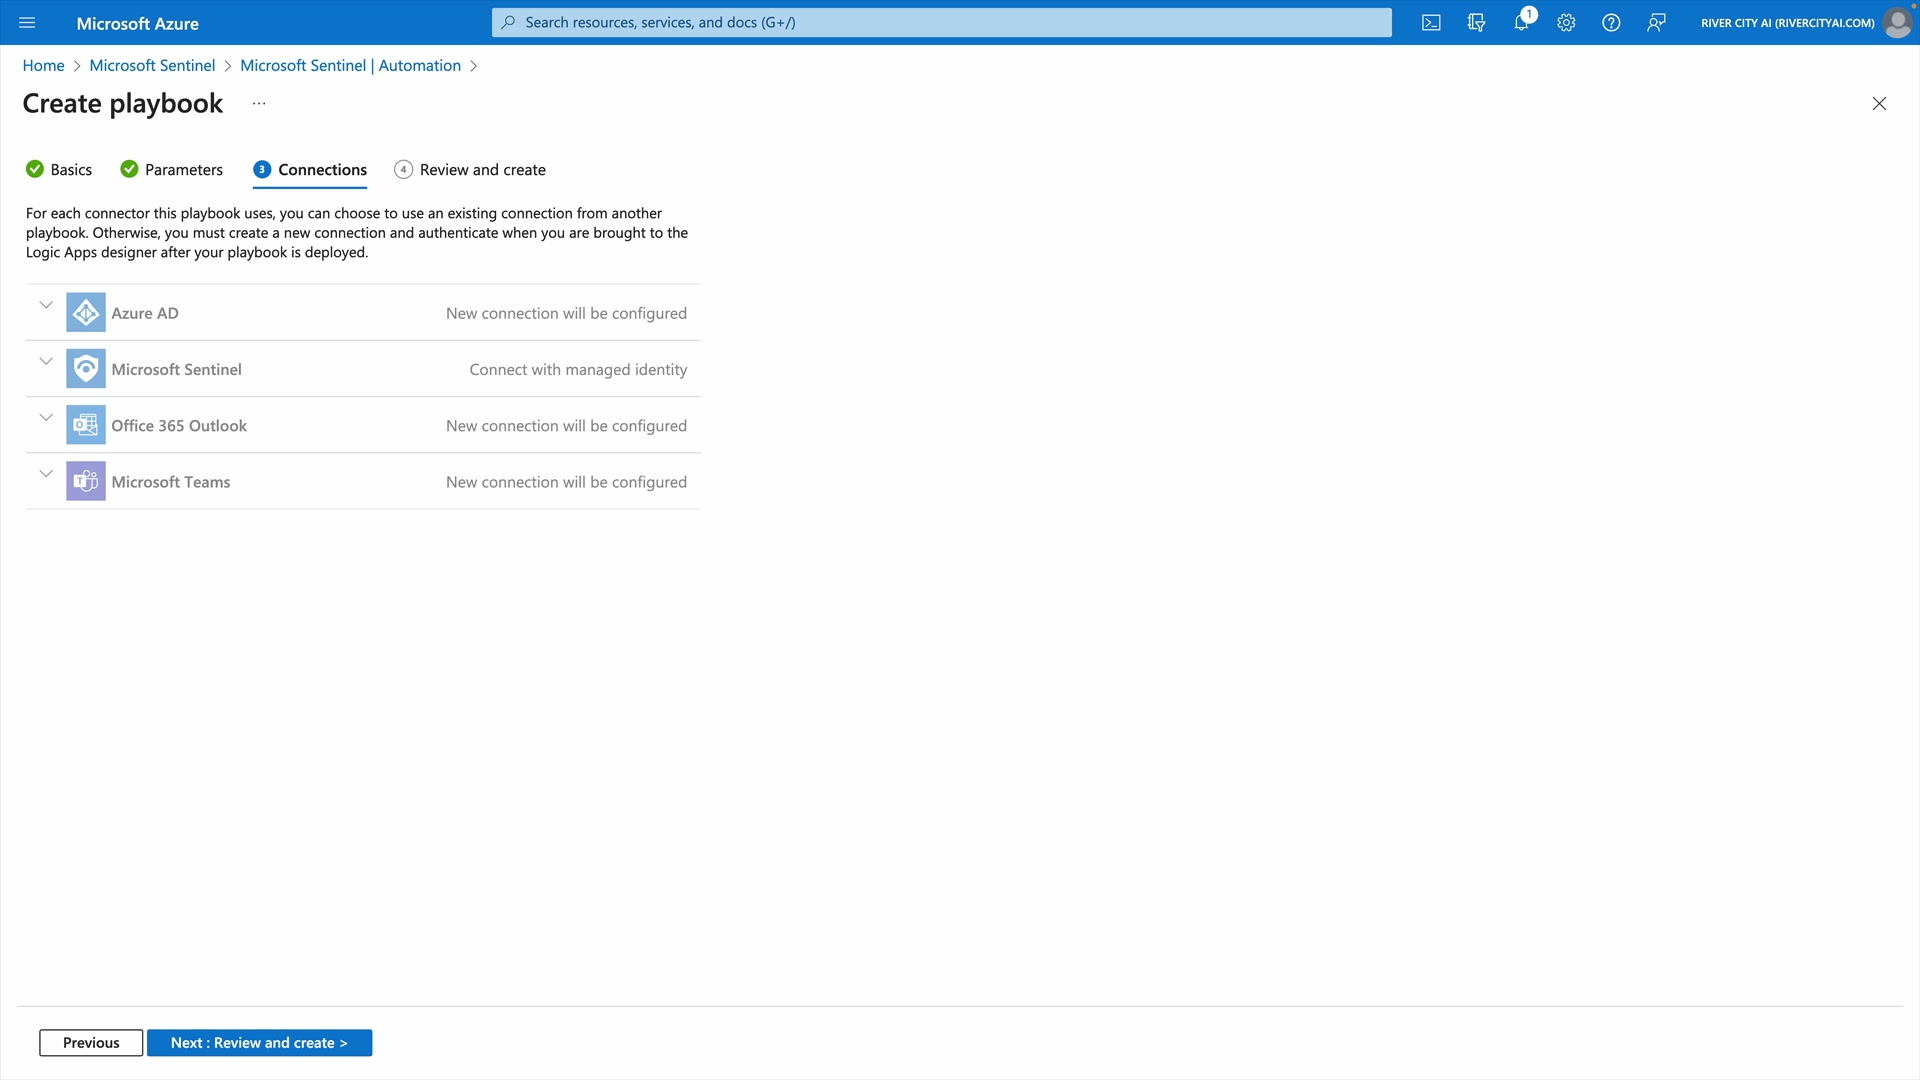 Microsoft Azure
Search resources, services, and docs (G+/)
1
RIVER CITY AI (RIVERCITYAI.COM)
Home > Microsoft Sentinel > Microsoft Sentinel | Automation >
Create playbook ...
Basics
Parameters
3 Connections
4 Review and create
For each connector this playbook uses, you can choose to use an existing connection from another
playbook. Otherwise, you must create a new connection and authenticate when you are brought to the
Logic Apps designer after your playbook is deployed.
Azure AD New connection will be configured
Microsoft Sentinel Connect with managed identity
Office 365 Outlook New connection will be configured
Microsoft Teams New connection will be configured
Previous
Next : Review and create >